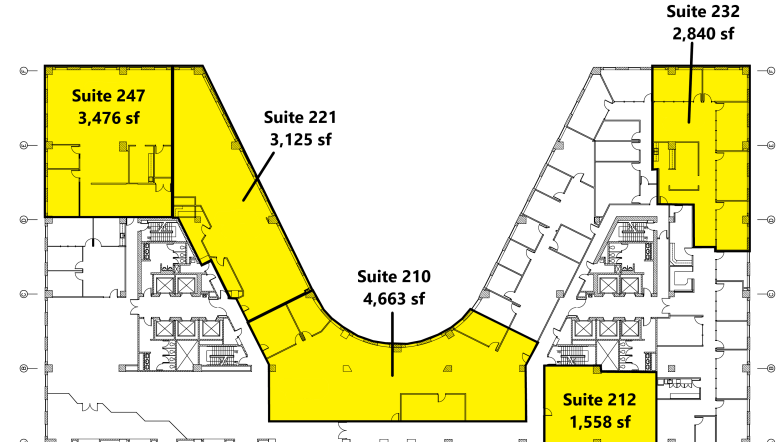 Suite 232
2,840 sf
Suite 247
3,476 sf
Suite 221
3,125 sf
Suite 210
4,663 sf
Suite 212
1,558 sf